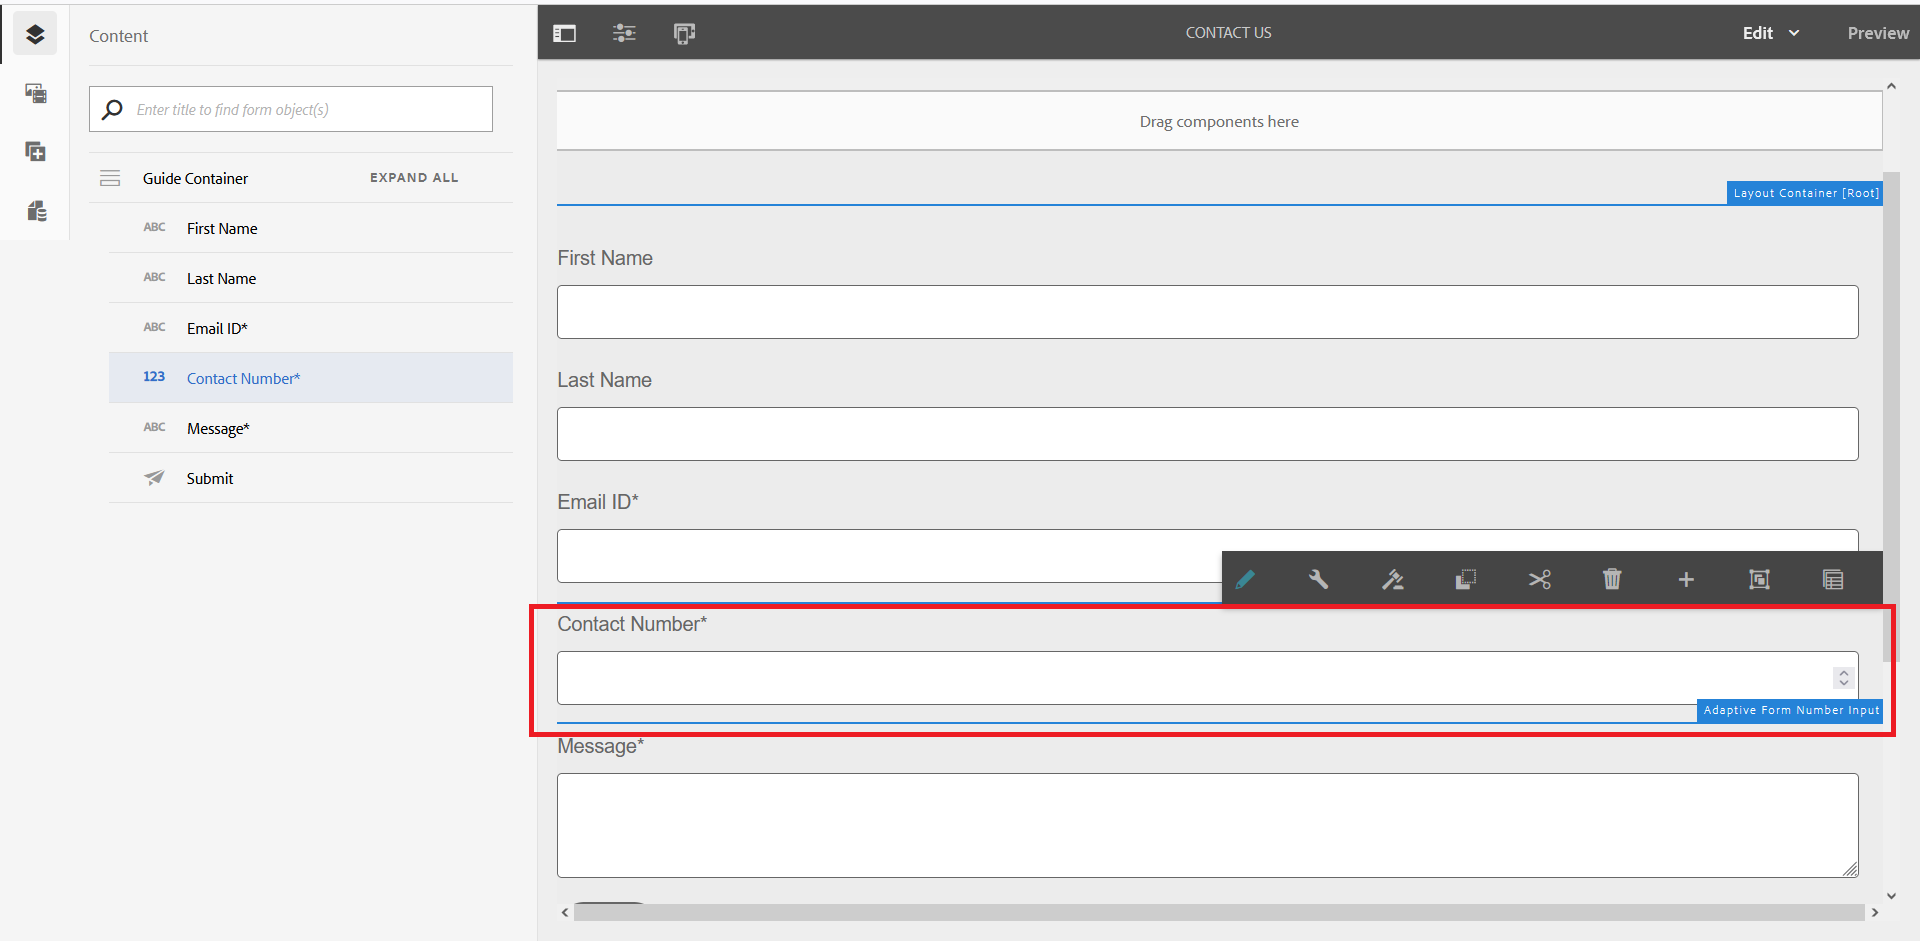 Content
CONTACT US
Edit
Preview
Enter title to find form object(s)
Drag components here
Guide Container
EXPAND ALL
Layout Container [Root]
ABC First Name
ABC Last Name
ABC Email ID*
123 Contact Number*
ABC Message*
Submit
First Name
Last Name
Email ID*
Contact Number*
Adaptive Form Number Input
Message*